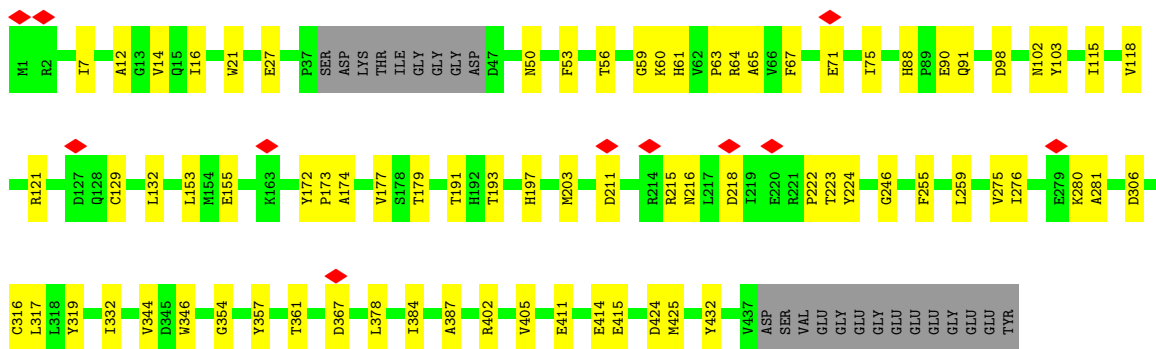 M1 R2 I7 A12 G13 V14 Q15 I16 W21 E27 P37 SER ASP LYS THR ILE GLY GLY GLY ASP D47 N50 F53 T56 G59 K60 H61 V62 P63 R64 A65 V66 F67 E71 I75 H88 P89 E90 Q91 D98 N102 Y103 I115 V118
R121 D127 Q128 C129 L132 L153 M154 E155 K163 Y172 P173 A174 V177 S178 T179 T191 H192 T193 H197 M203 D211 R214 R215 N216 L217 D218 I219 E220 R221 P222 T223 Y224 G246 F255 L259 V275 I276 E279 K280 A281 D306
C316 L317 L318 Y319 I332 V344 D345 W346 G354 Y357 T361 D367 L378 I384 A387 R402 V405 E411 E414 E415 D424 M425 Y432 V437 ASP SER VAL GLU GLY GLU GLU GLY GLU GLU GLU GLY GLU GLU TYR